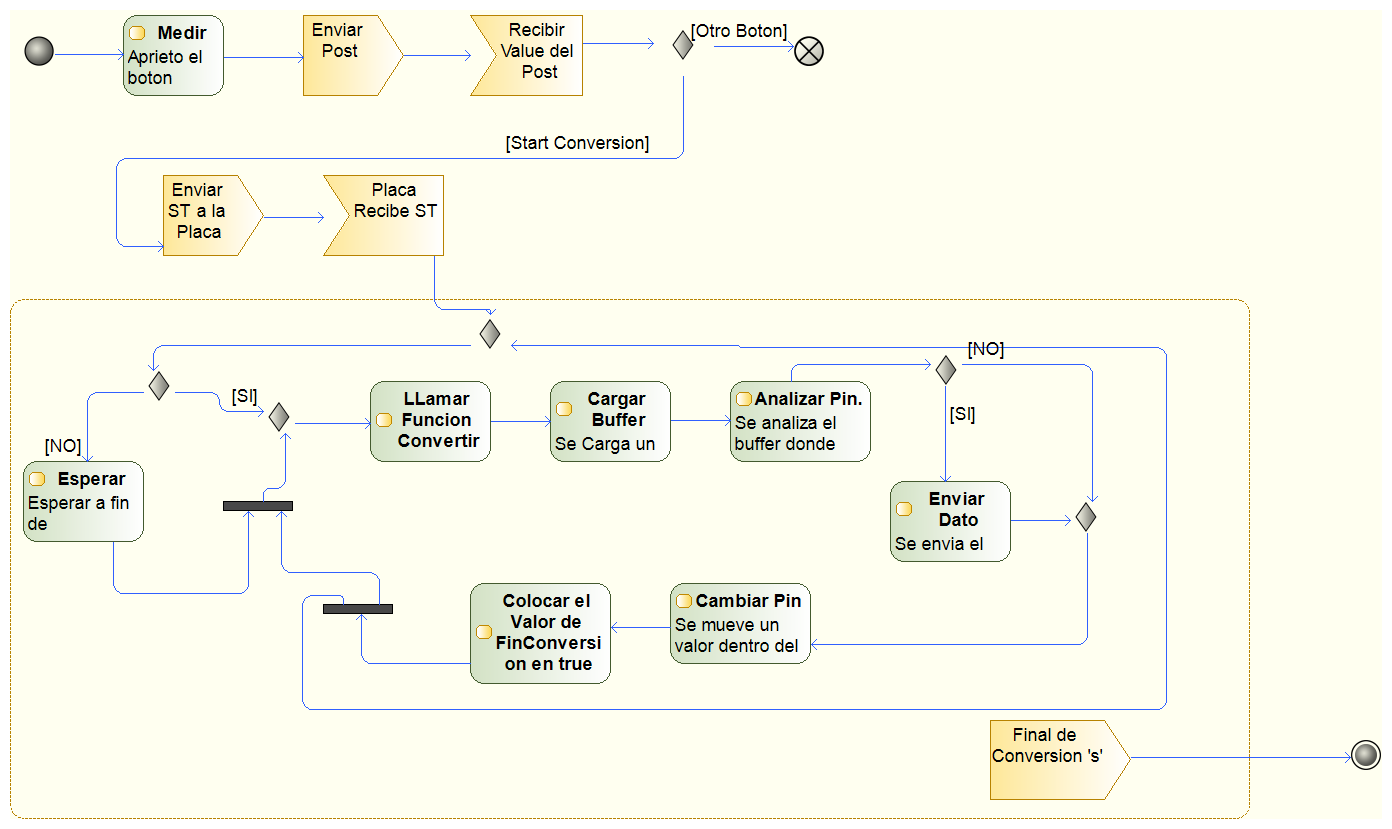 Medir
Aprieto el
boton
Enviar
Post
Recibir
Value del
Post
[Otro Boton]
[Start Conversion]
Enviar
ST a la
Placa
Placa
Recibe ST
[NO]
[SI]
Esperar
Esperar a fin
de
LLamar
Funcion
Convertir
Cargar
Buffer
Se Carga un
Analizar Pin.
Se analiza el
buffer donde
[NO]
[SI]
Enviar
Dato
Se envia el
Colocar el
Valor de
FinConversi
on en true
Cambiar Pin
Se mueve un
valor dentro del
Final de
Conversion 's'